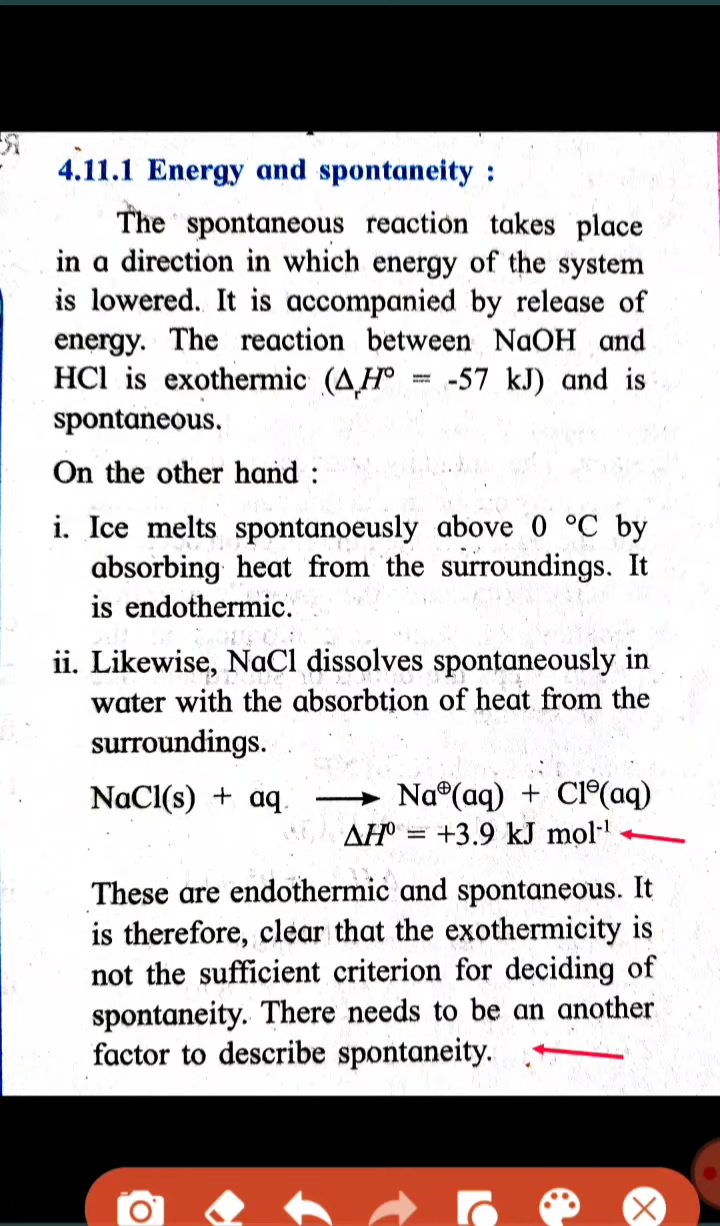 4.11.1 Energy and spontaneity :
The spontaneous reaction takes place
in a direction in which energy of the system
is lowered. It is accompanied by release of
energy. The reaction between NaOH and
HCl is exothermic (ΔᵣH° = -57 kJ) and is
spontaneous.
On the other hand :
i. Ice melts spontanoeusly above 0 °C by
absorbing heat from the surroundings. It
is endothermic.
ii. Likewise, NaCl dissolves spontaneously in
water with the absorbtion of heat from the
surroundings.
NaCl(s) + aq ⟶ Na⊕(aq) + Cl⊖(aq)
ΔH⁰ = +3.9 kJ mol⁻¹
These are endothermic and spontaneous. It
is therefore, clear that the exothermicity is
not the sufficient criterion for deciding of
spontaneity. There needs to be an another
factor to describe spontaneity.